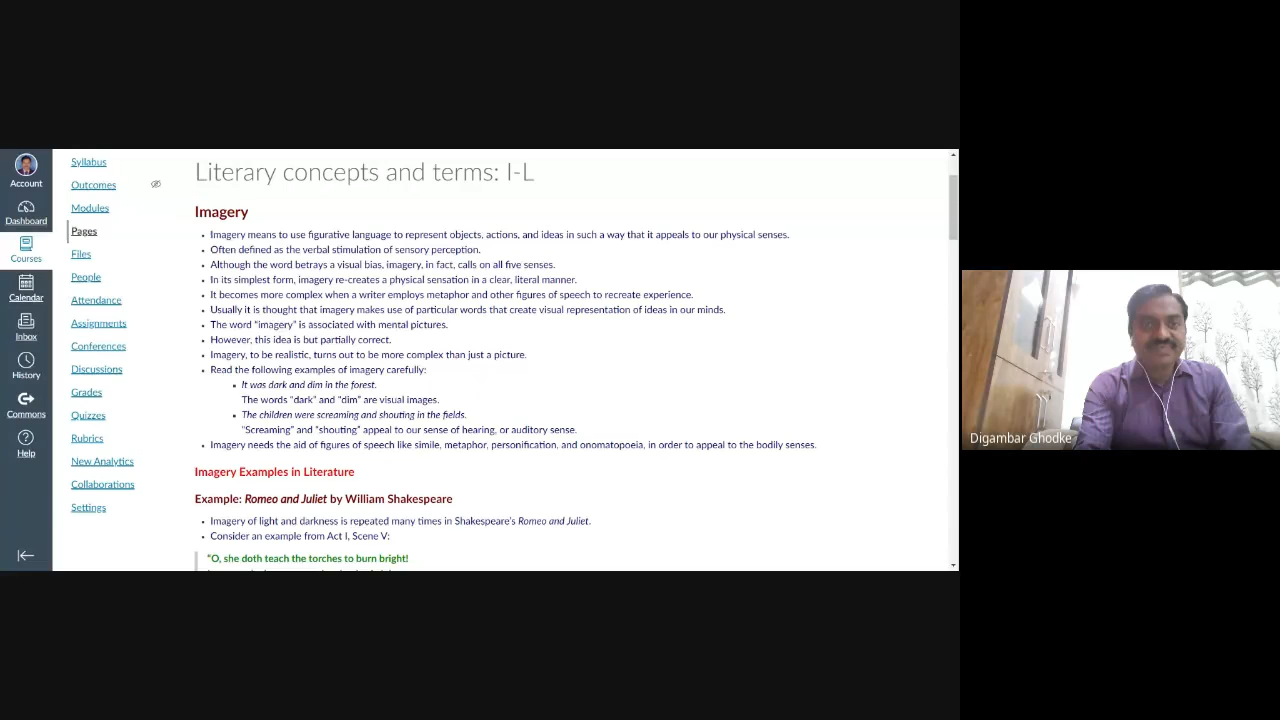 Account
Dashboard
Courses
Calendar
Inbox
History
Commons
Help
Syllabus
Outcomes
Modules
Pages
Files
People
Attendance
Assignments
Conferences
Discussions
Grades
Quizzes
Rubrics
New Analytics
Collaborations
Settings
Literary concepts and terms: I-L
Imagery
Imagery means to use figurative language to represent objects, actions, and ideas in such a way that it appeals to our physical senses.
Often defined as the verbal stimulation of sensory perception.
Although the word betrays a visual bias, imagery, in fact, calls on all five senses.
In its simplest form, imagery re-creates a physical sensation in a clear, literal manner.
It becomes more complex when a writer employs metaphor and other figures of speech to recreate experience.
Usually it is thought that imagery makes use of particular words that create visual representation of ideas in our minds.
The word "imagery" is associated with mental pictures.
However, this idea is but partially correct.
Imagery, to be realistic, turns out to be more complex than just a picture.
Read the following examples of imagery carefully:
It was dark and dim in the forest.
The words "dark" and "dim" are visual images.
The children were screaming and shouting in the fields.
"Screaming" and "shouting" appeal to our sense of hearing, or auditory sense.
Imagery needs the aid of figures of speech like simile, metaphor, personification, and onomatopoeia, in order to appeal to the bodily senses.
Imagery Examples in Literature
Example: Romeo and Juliet by William Shakespeare
Imagery of light and darkness is repeated many times in Shakespeare's Romeo and Juliet.
Consider an example from Act I, Scene V:
"O, she doth teach the torches to burn bright!
Digambar Ghodke